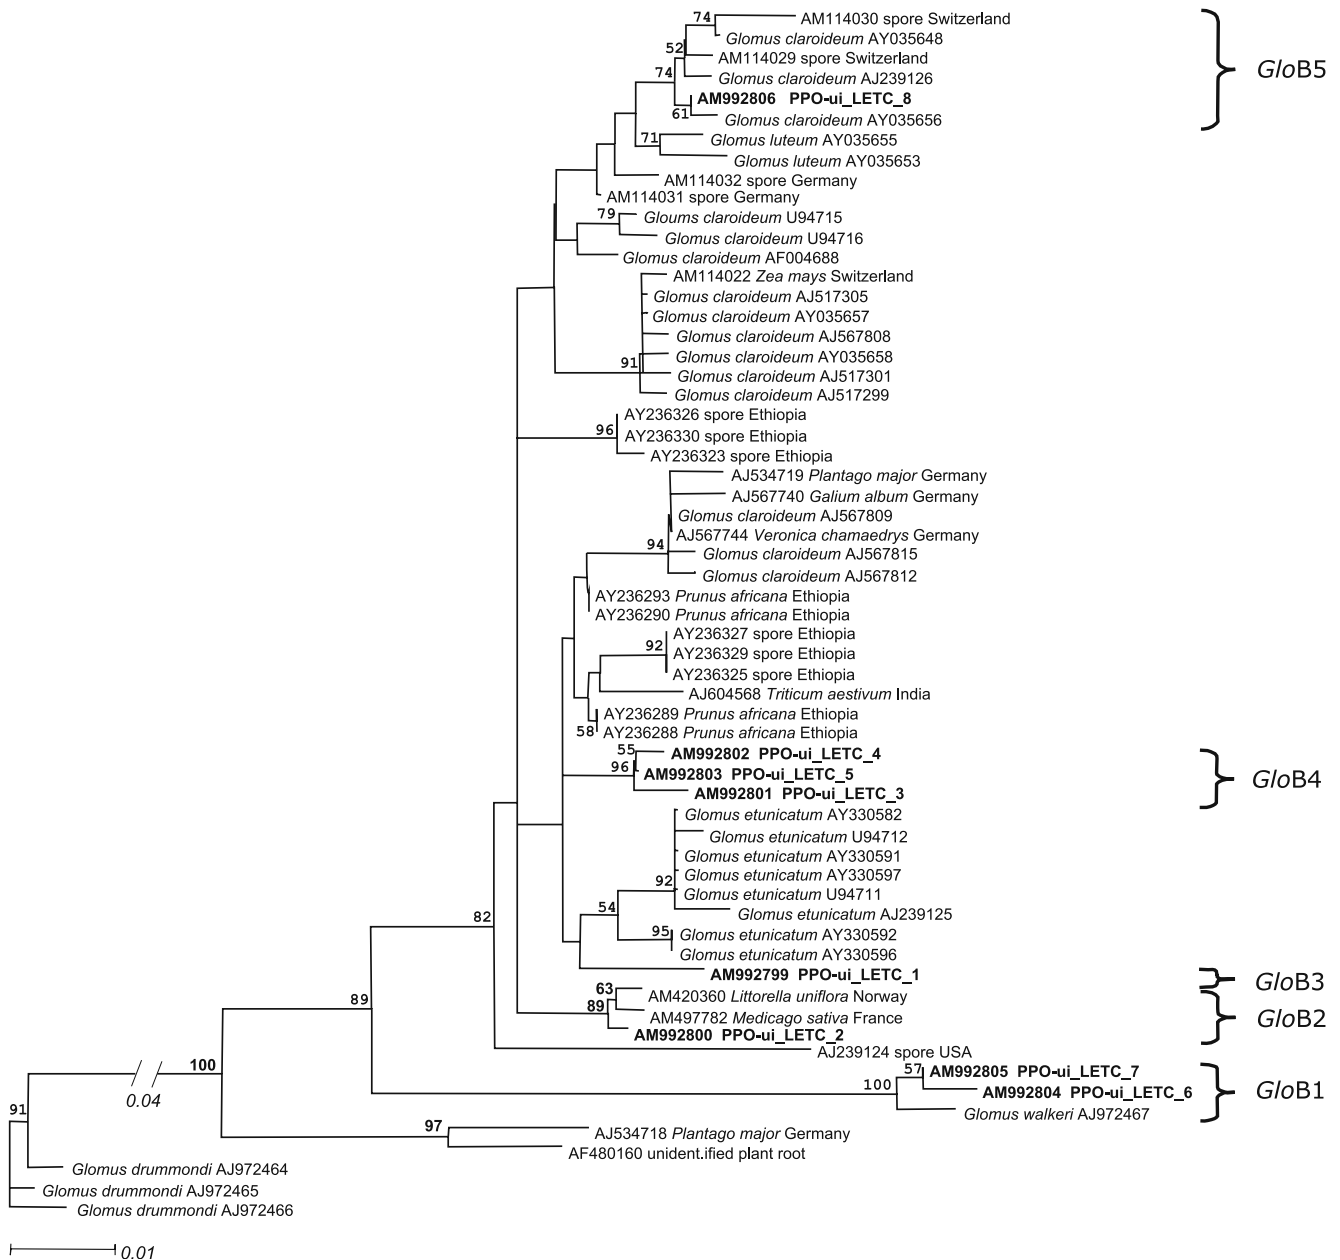 74
AM114030 spore Switzerland
Glomus claroideum AY035648
52
AM114029 spore Switzerland
GloB5
74
Glomus claroideum AJ239126
AM992806 PPO-ui_LETC_8
61
Glomus claroideum AY035656
71
Glomus luteum AY035655
Glomus luteum AY035653
AM114032 spore Germany
AM114031 spore Germany
79
Gloums claroideum U94715
Glomus claroideum U94716
Glomus claroideum AF004688
AM114022 Zea mays Switzerland
Glomus claroideum AJ517305
Glomus claroideum AY035657
Glomus claroideum AJ567808
91
Glomus claroideum AY035658
Glomus claroideum AJ517301
Glomus claroideum AJ517299
AY236326 spore Ethiopia
96
AY236330 spore Ethiopia
AY236323 spore Ethiopia
AJ534719 Plantago major Germany
AJ567740 Galium album Germany
Glomus claroideum AJ567809
AJ567744 Veronica chamaedrys Germany
94
Glomus claroideum AJ567815
Glomus claroideum AJ567812
AY236293 Prunus africana Ethiopia
AY236290 Prunus africana Ethiopia
AY236327 spore Ethiopia
92
AY236329 spore Ethiopia
AY236325 spore Ethiopia
AJ604568 Triticum aestivum India
AY236289 Prunus africana Ethiopia
58
AY236288 Prunus africana Ethiopia
55
AM992802 PPO-ui_LETC_4
96
AM992803 PPO-ui_LETC_5
GloB4
AM992801 PPO-ui_LETC_3
Glomus etunicatum AY330582
Glomus etunicatum U94712
Glomus etunicatum AY330591
Glomus etunicatum AY330597
92
Glomus etunicatum U94711
54
Glomus etunicatum AJ239125
82
95
Glomus etunicatum AY330592
Glomus etunicatum AY330596
AM992799 PPO-ui_LETC_1
GloB3
63
AM420360 Littorella uniflora Norway
89
89
AM497782 Medicago sativa France
GloB2
AM992800 PPO-ui_LETC_2
AJ239124 spore USA
100
57
AM992805 PPO-ui_LETC_7
100
AM992804 PPO-ui_LETC_6
GloB1
0.04
91
Glomus walkeri AJ972467
97
AJ534718 Plantago major Germany
AF480160 unident.ified plant root
Glomus drummondi AJ972464
Glomus drummondi AJ972465
Glomus drummondi AJ972466
0.01